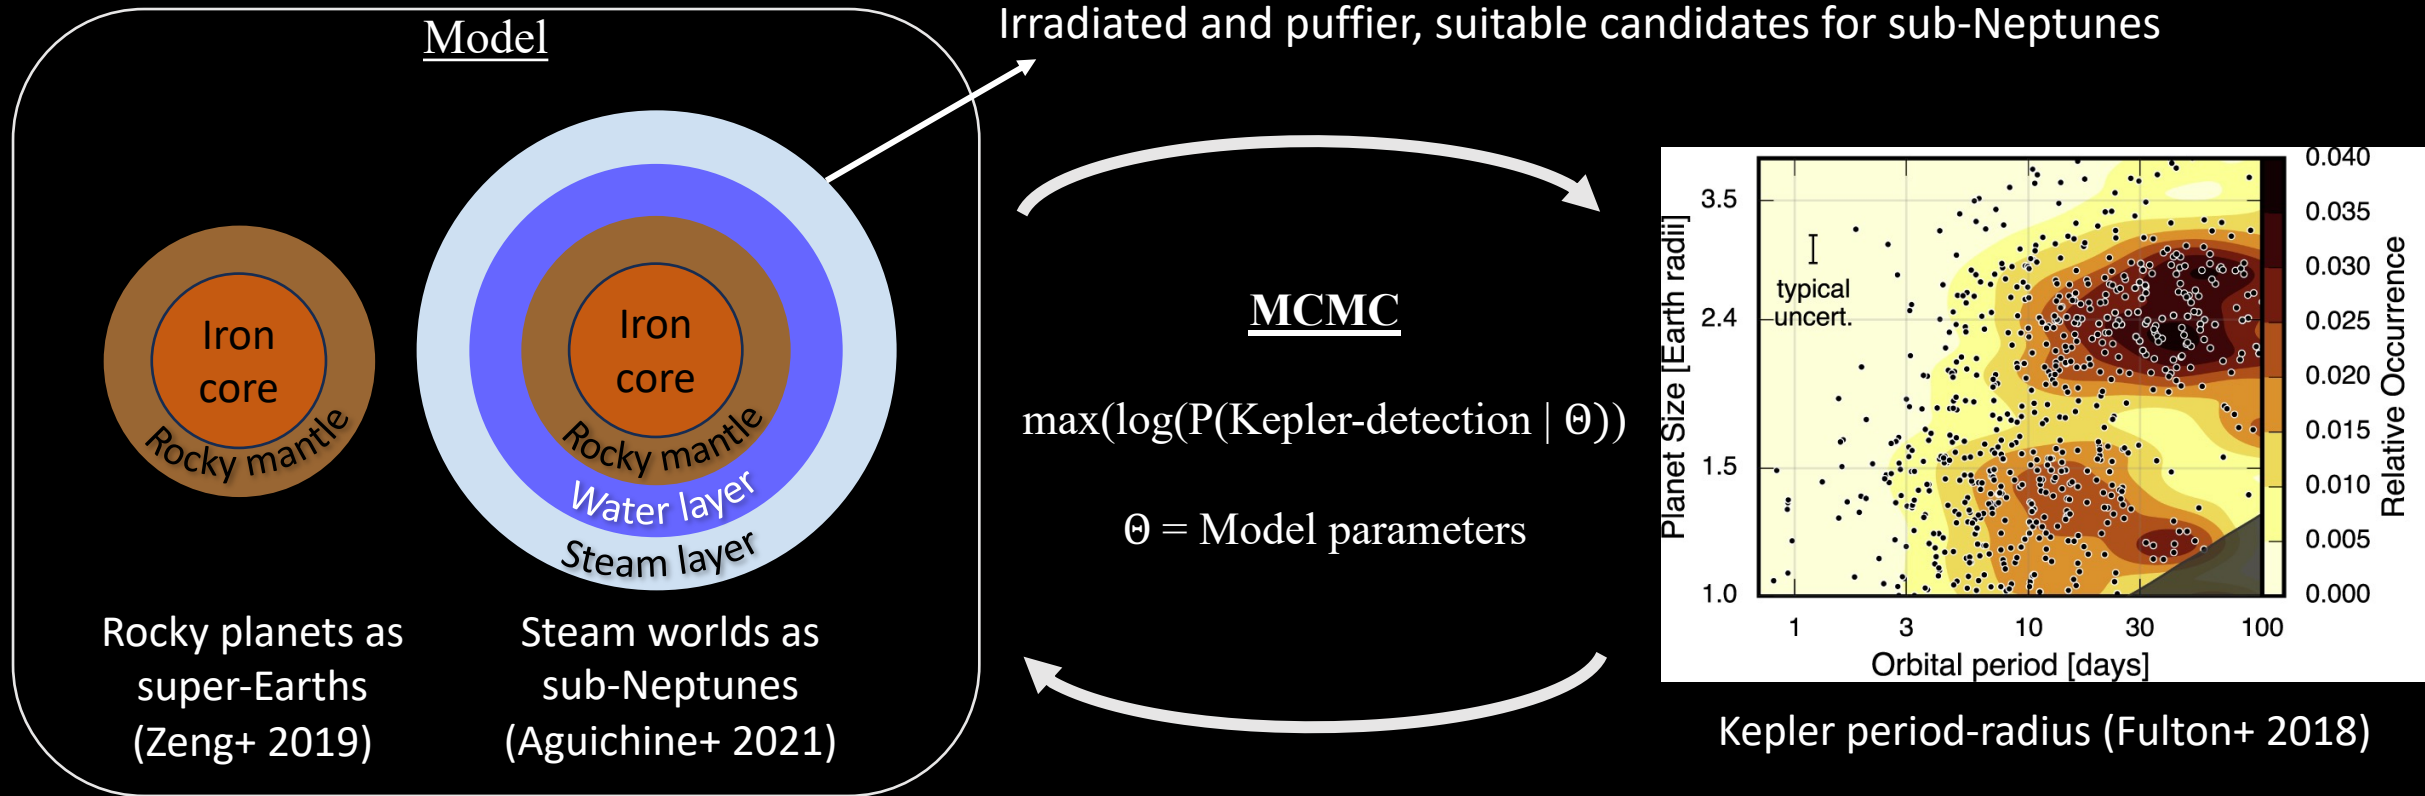 Model
Irradiated and puffier, suitable candidates for sub-Neptunes
Iron
core
Rocky mantle
Iron
core
Rocky mantle
Water layer
Steam layer
Rocky planets as
super-Earths
(Zeng+ 2019)
Steam worlds as
sub-Neptunes
(Aguichine+ 2021)
MCMC
max(log(P(Kepler-detection | Θ))
Θ = Model parameters
Planet Size [Earth radii]
3.5
2.4
1.5
1.0
typical
uncert.
1 3 10 30 100
Orbital period [days]
0.040
0.035
0.030
0.025
0.020
0.015
0.010
0.005
0.000
Relative Occurrence
Kepler period-radius (Fulton+ 2018)